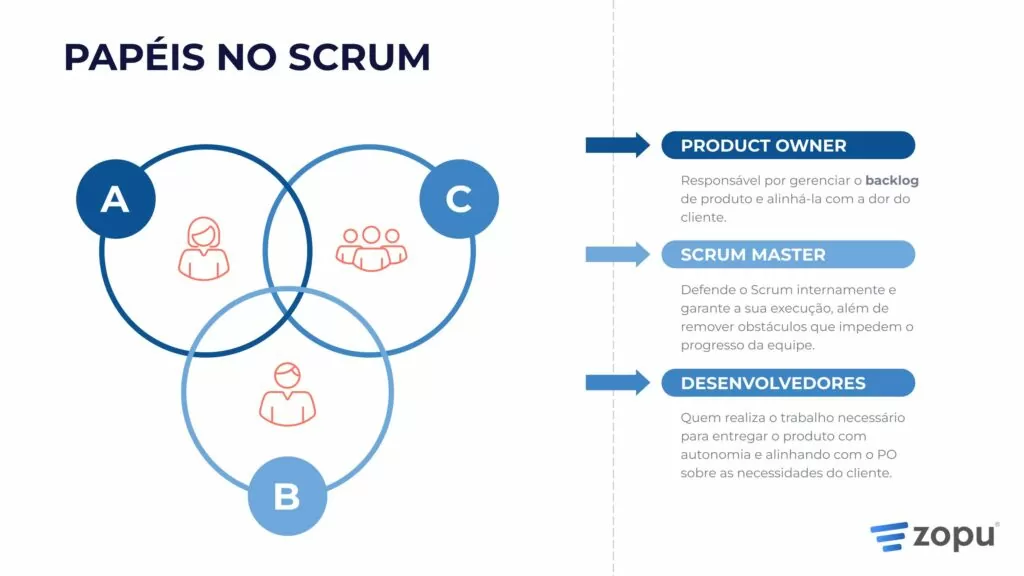 PAPÉIS NO SCRUM
A
C
B
PRODUCT OWNER
Responsável por gerenciar o backlog
de produto e alinhá-la com a dor do
cliente.
SCRUM MASTER
Defende o Scrum internamente e
garante a sua execução, além de
remover obstáculos que impedem o
progresso da equipe.
DESENVOLVEDORES
Quem realiza o trabalho necessário
para entregar o produto com
autonomia e alinhando com o PO
sobre as necessidades do cliente.
zopu®